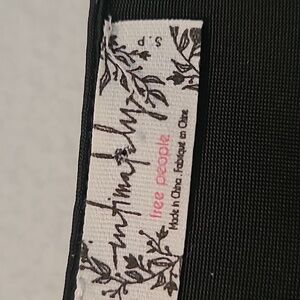 intimately
free people
Made in China . Fabriqué en Chine
S. P